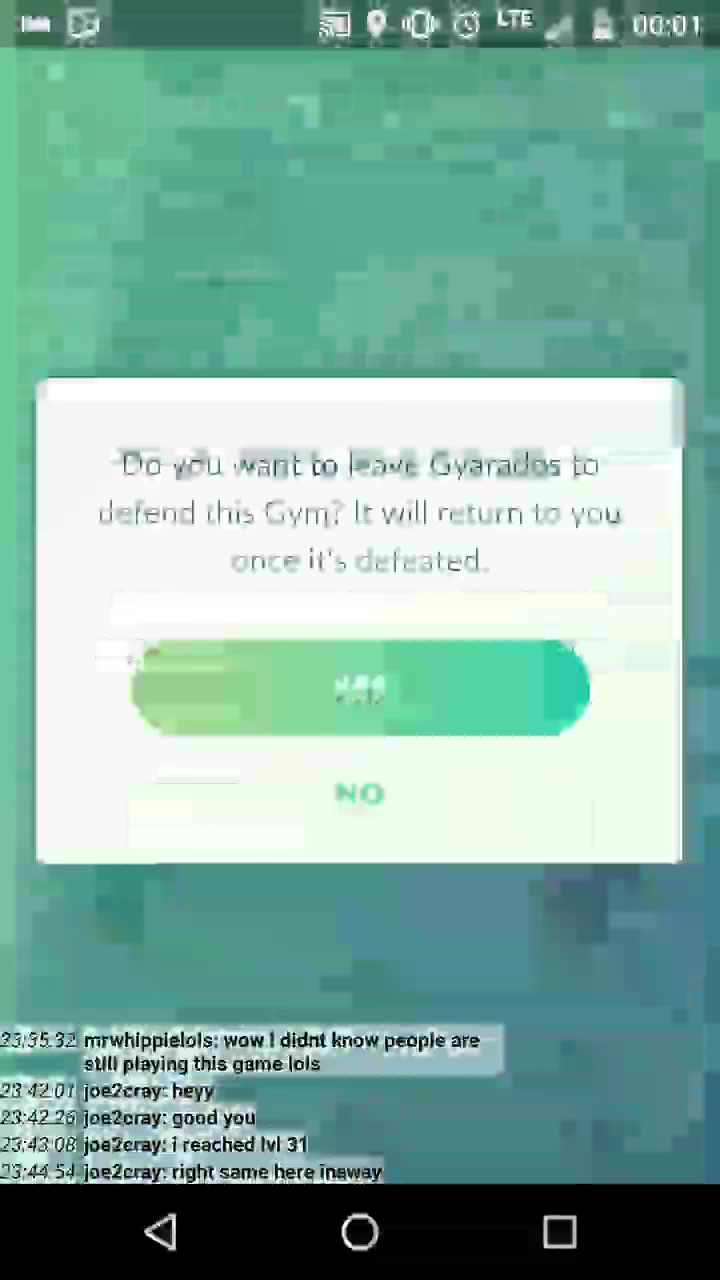 LTE 00:01
Do you want to leave Gyarados to
defend this Gym? It will return to you
once it's defeated.
YES
NO
23:35:32 mrwhippielols: wow I didnt know people are
still playing this game lols
23:42:01 joe2cray: heyy
23:42:26 joe2cray: good you
23:43:08 joe2cray: i reached lvl 31
23:44:54 joe2cray: right same here inaway